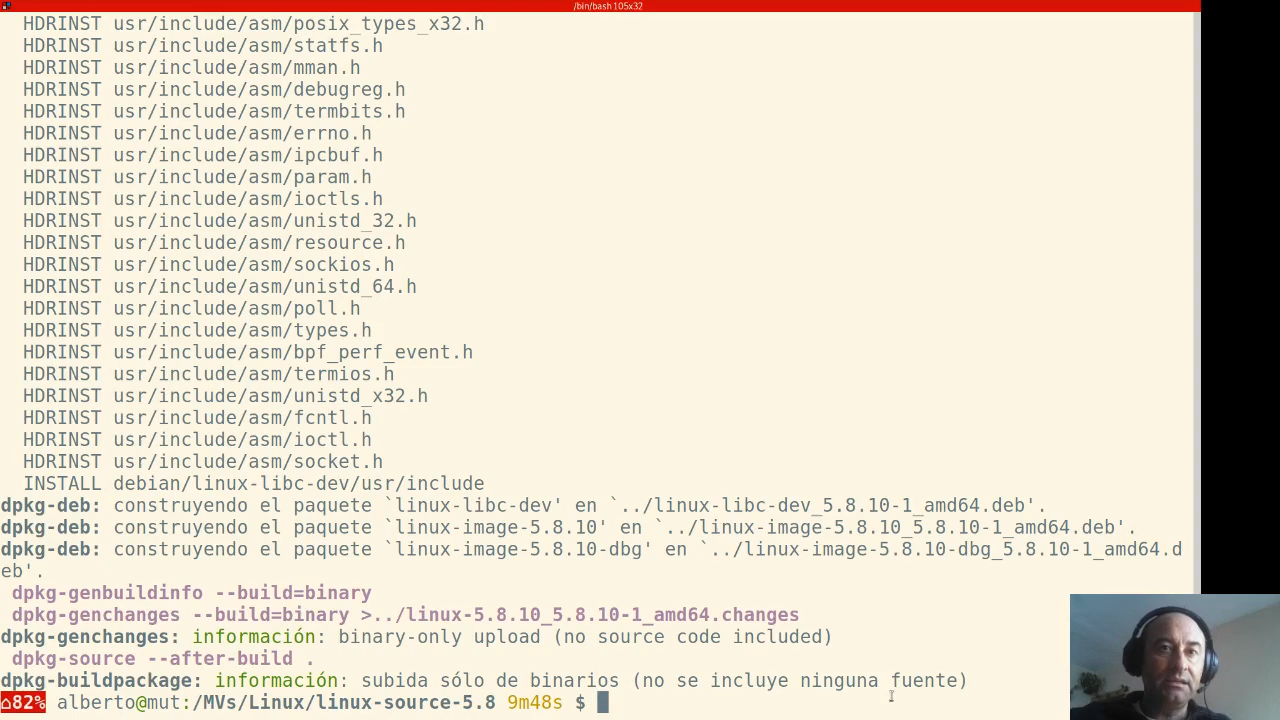 /bin/bash 105x32
HDRINST usr/include/asm/posix_types_x32.h
HDRINST usr/include/asm/statfs.h
HDRINST usr/include/asm/mman.h
HDRINST usr/include/asm/debugreg.h
HDRINST usr/include/asm/termbits.h
HDRINST usr/include/asm/errno.h
HDRINST usr/include/asm/ipcbuf.h
HDRINST usr/include/asm/param.h
HDRINST usr/include/asm/ioctls.h
HDRINST usr/include/asm/unistd_32.h
HDRINST usr/include/asm/resource.h
HDRINST usr/include/asm/sockios.h
HDRINST usr/include/asm/unistd_64.h
HDRINST usr/include/asm/poll.h
HDRINST usr/include/asm/types.h
HDRINST usr/include/asm/bpf_perf_event.h
HDRINST usr/include/asm/termios.h
HDRINST usr/include/asm/unistd_x32.h
HDRINST usr/include/asm/fcntl.h
HDRINST usr/include/asm/ioctl.h
HDRINST usr/include/asm/socket.h
INSTALL debian/linux-libc-dev/usr/include
dpkg-deb: construyendo el paquete `linux-libc-dev' en `../linux-libc-dev_5.8.10-1_amd64.deb'.
dpkg-deb: construyendo el paquete `linux-image-5.8.10' en `../linux-image-5.8.10_5.8.10-1_amd64.deb'.
dpkg-deb: construyendo el paquete `linux-image-5.8.10-dbg' en `../linux-image-5.8.10-dbg_5.8.10-1_amd64.d
eb'.
dpkg-genbuildinfo --build=binary
dpkg-genchanges --build=binary >../linux-5.8.10_5.8.10-1_amd64.changes
dpkg-genchanges: información: binary-only upload (no source code included)
dpkg-source --after-build .
dpkg-buildpackage: información: subida sólo de binarios (no se incluye ninguna fuente)
⌂82% alberto@mut:/MVs/Linux/linux-source-5.8 9m48s $